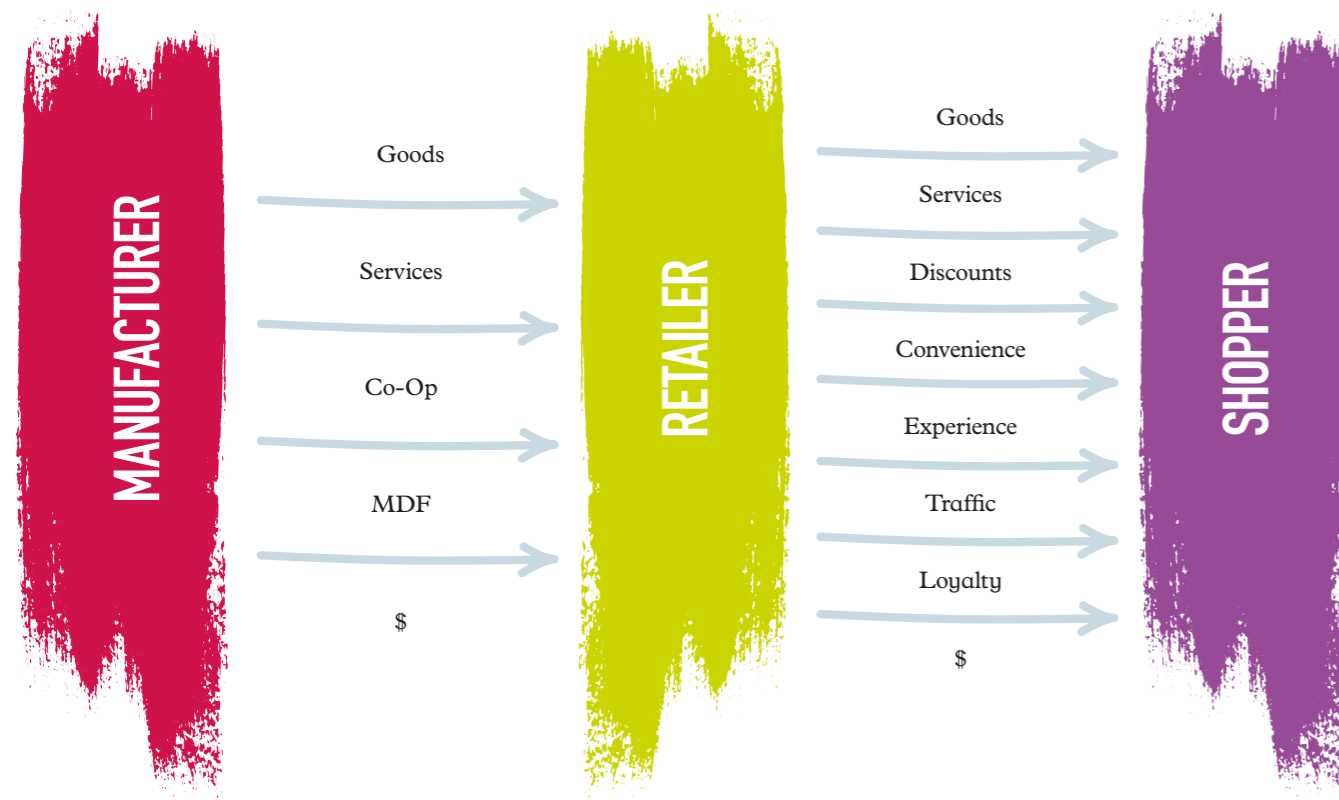 MANUFACTURER
Goods
Services
Co-Op
MDF
$
RETAILER
Goods
Services
Discounts
Convenience
Experience
Traffic
Loyalty
$
SHOPPER